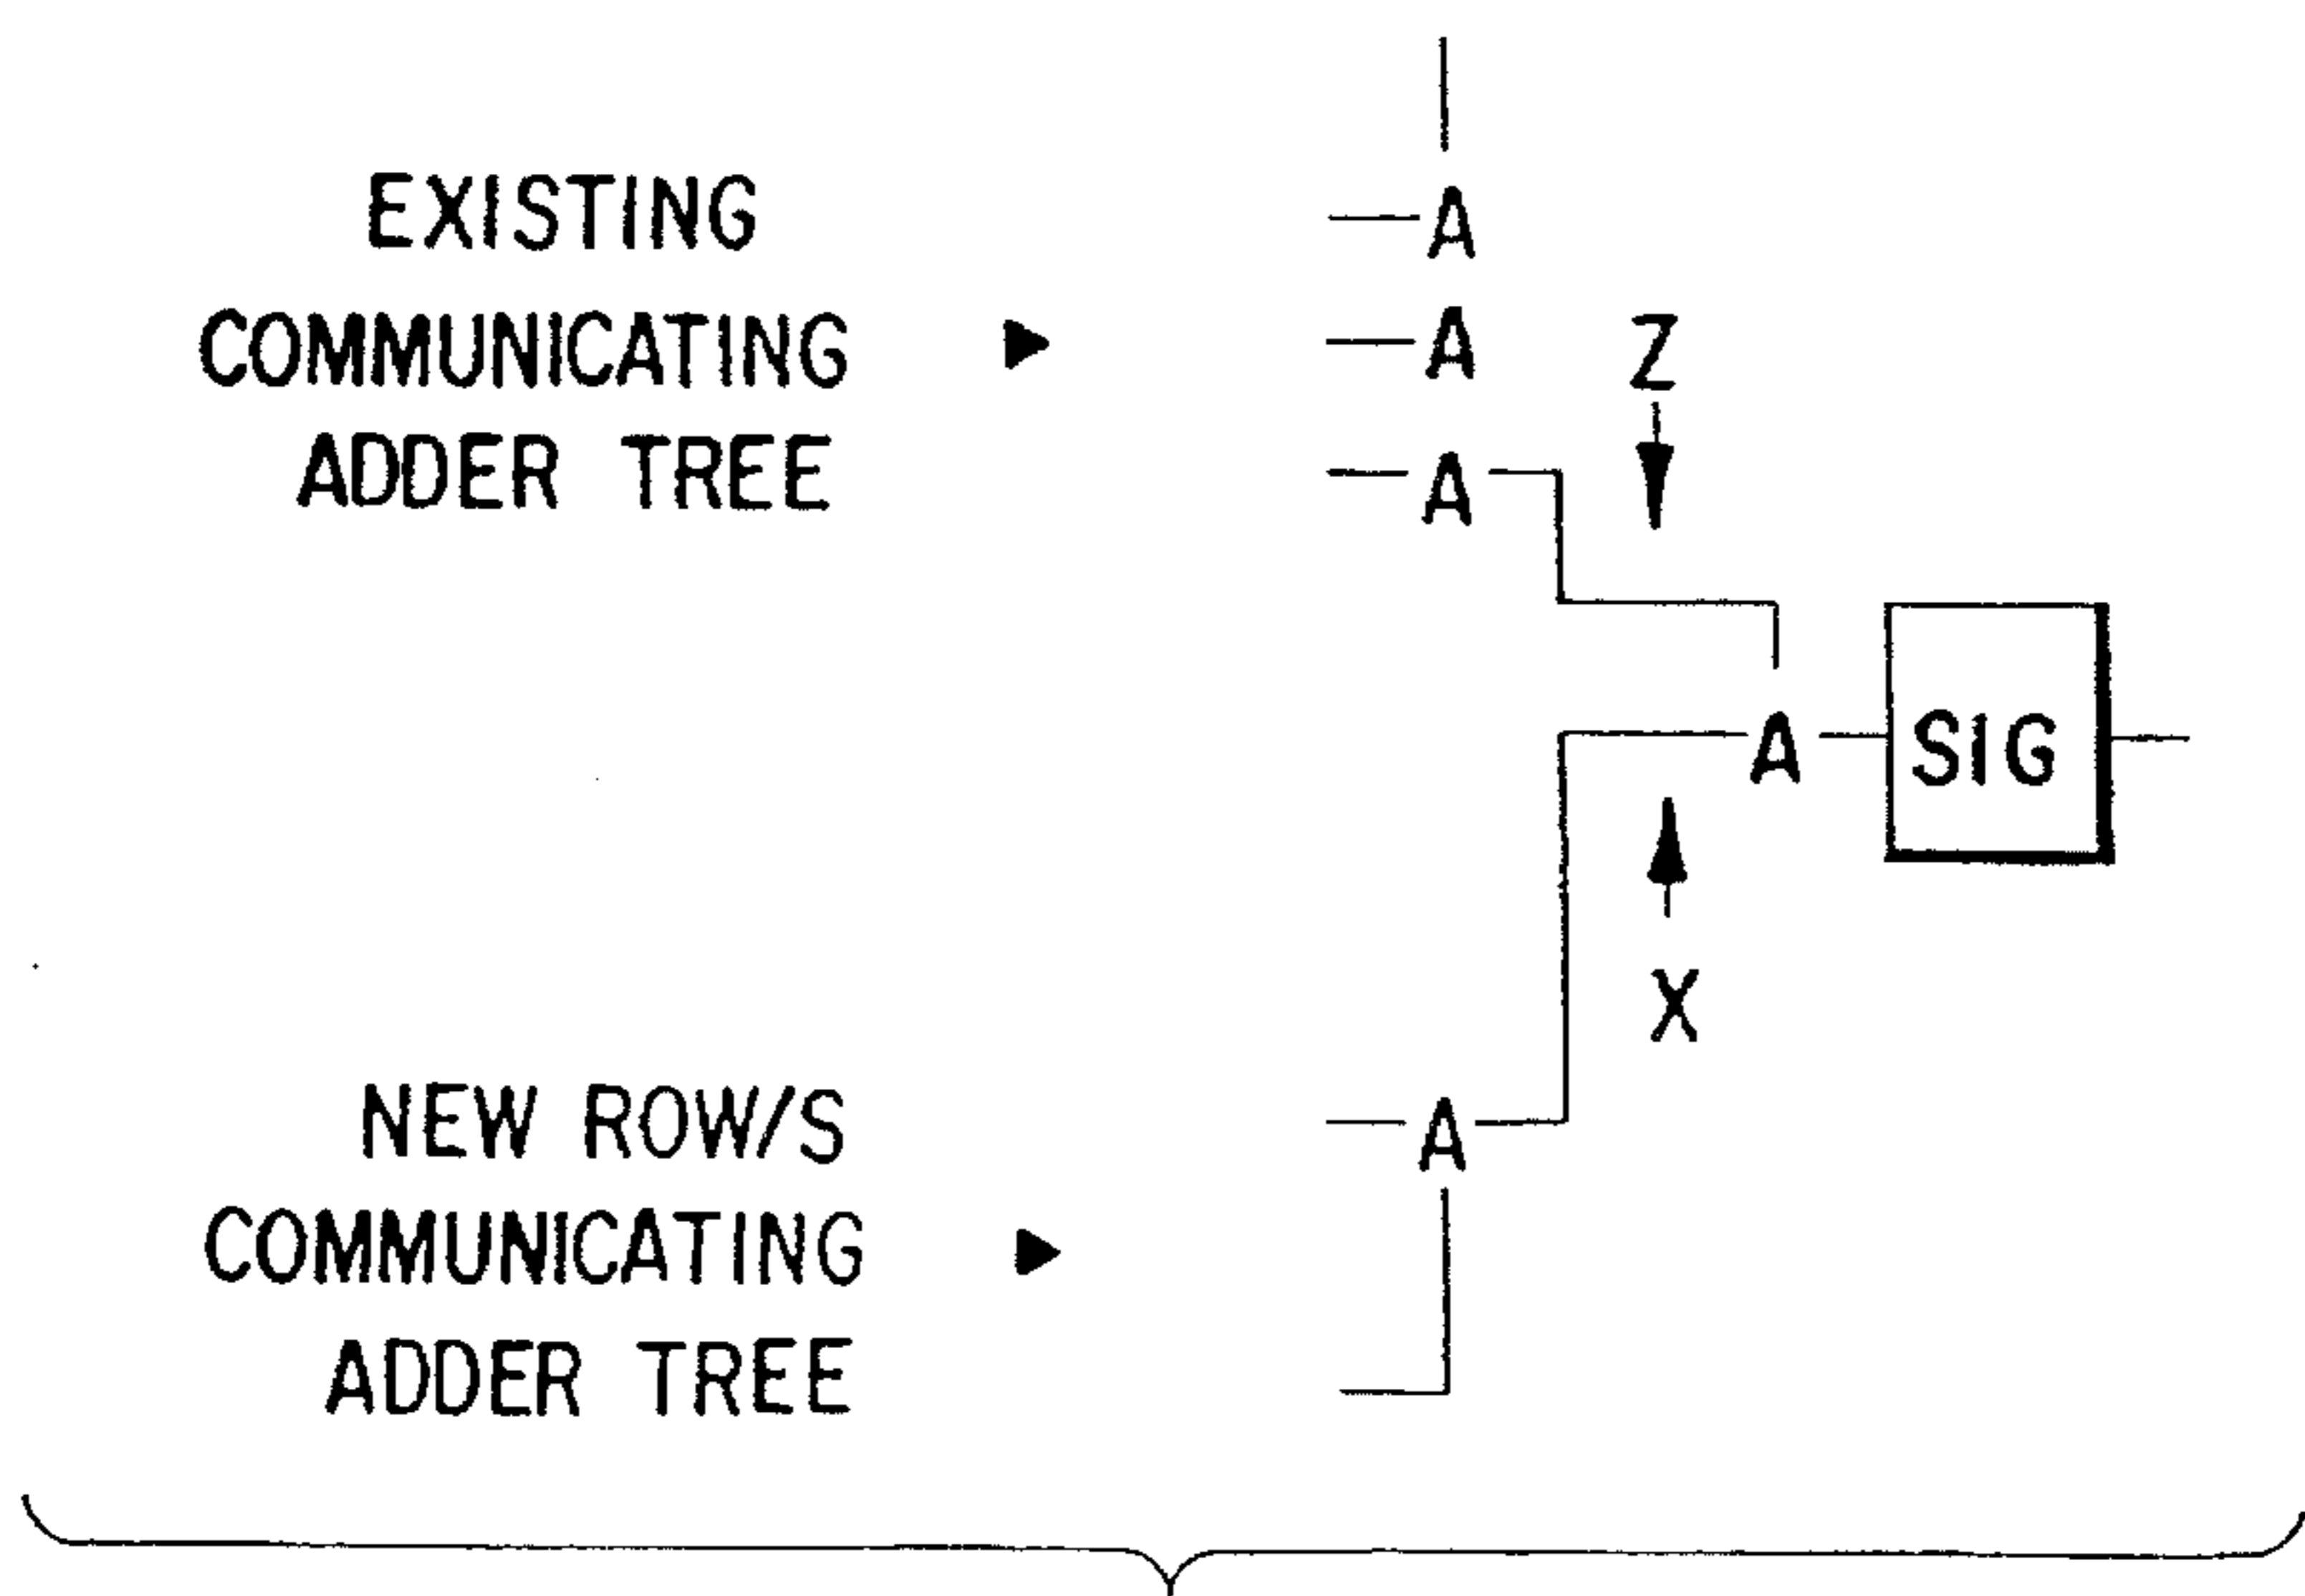 EXISTING
A
COMMUNICATING
A
Z
ADDER TREE
A
A
SIG
X
NEW ROW/S
A
COMMUNICATING
ADDER TREE